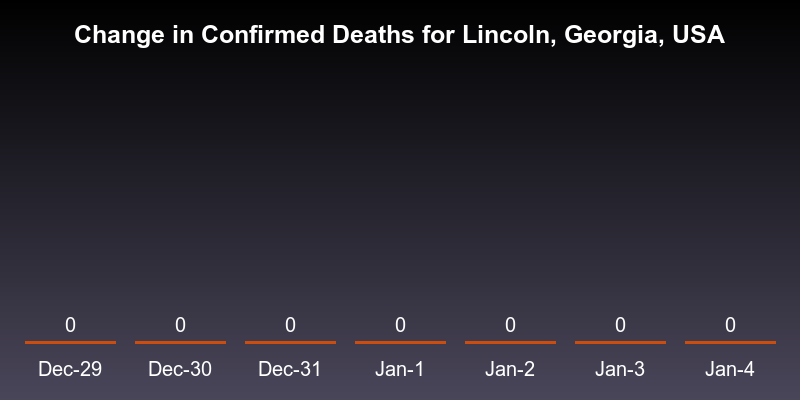 Change in Confirmed Deaths for Lincoln, Georgia, USA
0 0 0 0 0 0 0
Dec-29 Dec-30 Dec-31 Jan-1 Jan-2 Jan-3 Jan-4